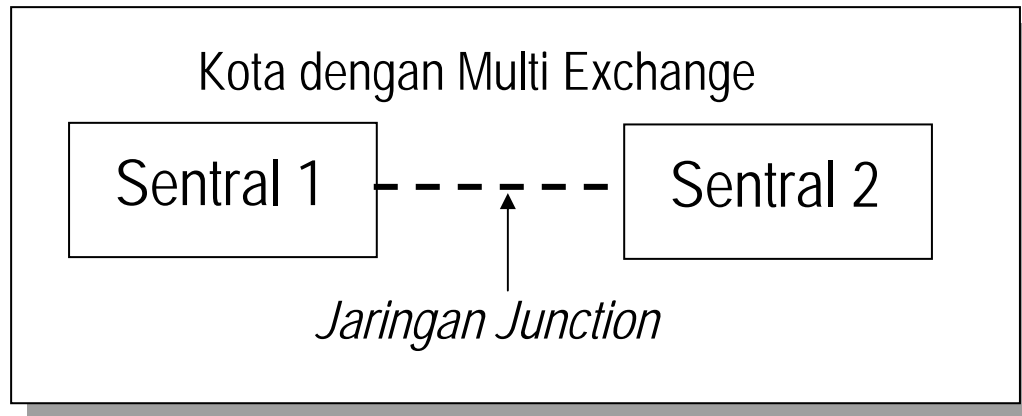 Kota dengan Multi Exchange
Sentral 1
Sentral 2
Jaringan Junction